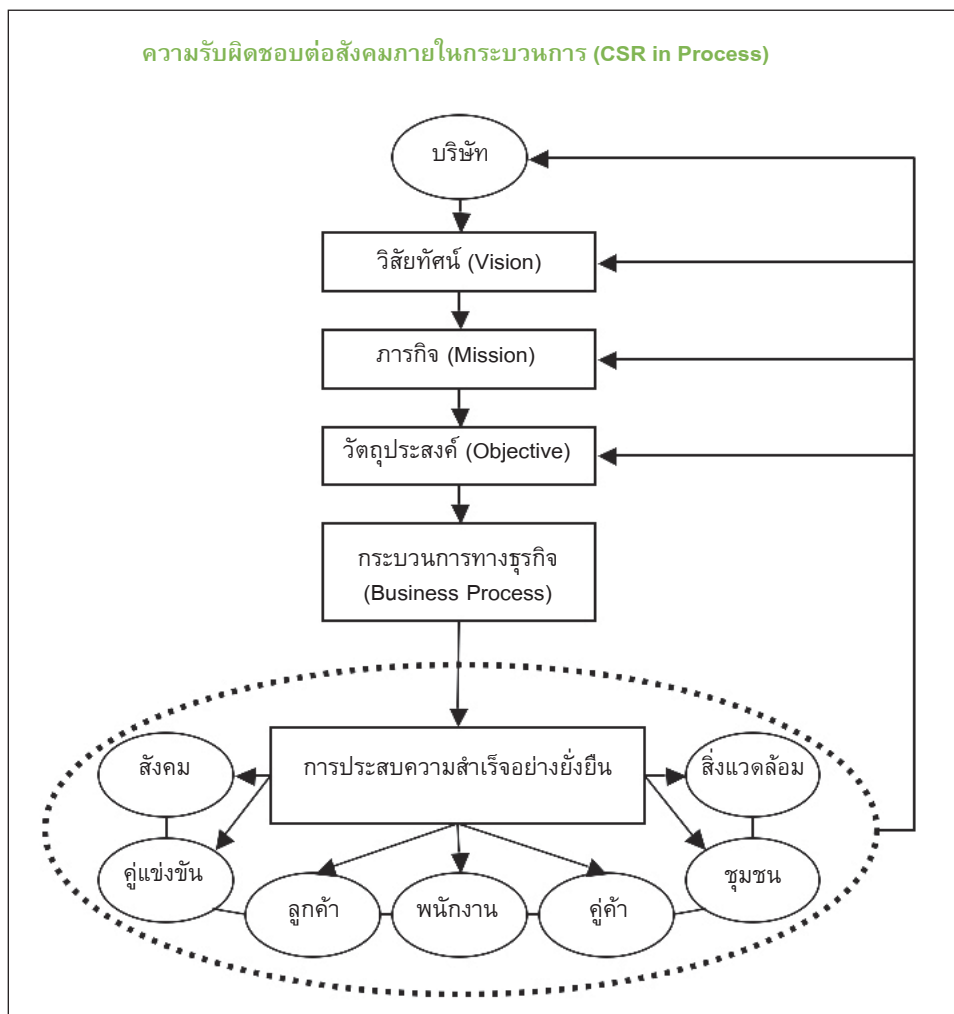 ความรับผิดชอบต่อสังคมภายในกระบวนการ (CSR in Process)
บริษัท
วิสัยทัศน์ (Vision)
ภารกิจ (Mission)
วัตถุประสงค์ (Objective)
กระบวนการทางธุรกิจ
(Business Process)
การประสบความสำเร็จอย่างยั่งยืน
สังคม
สิ่งแวดล้อม
คู่แข่งขัน
ชุมชน
ลูกค้า
พนักงาน
คู่ค้า